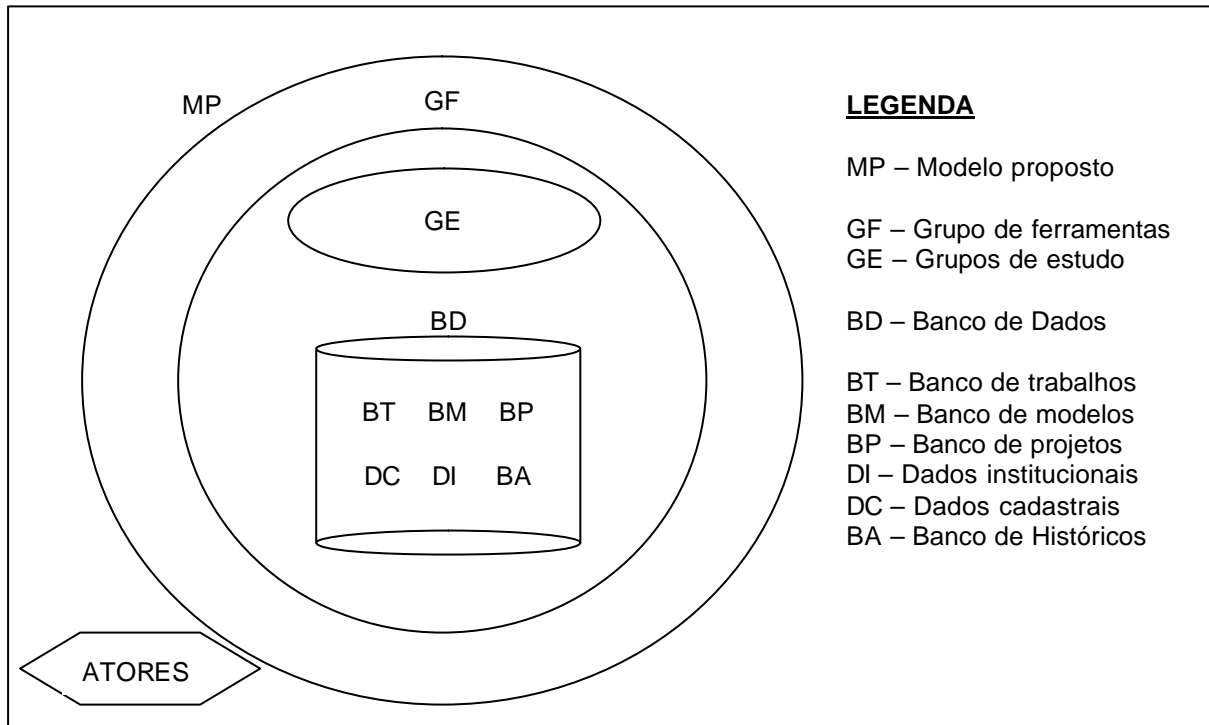 MP
GF
GE
BD
BT BM BP
DC DI BA
ATORES
LEGENDA
MP – Modelo proposto
GF – Grupo de ferramentas
GE – Grupos de estudo
BD – Banco de Dados
BT – Banco de trabalhos
BM – Banco de modelos
BP – Banco de projetos
DI – Dados institucionais
DC – Dados cadastrais
BA – Banco de Históricos